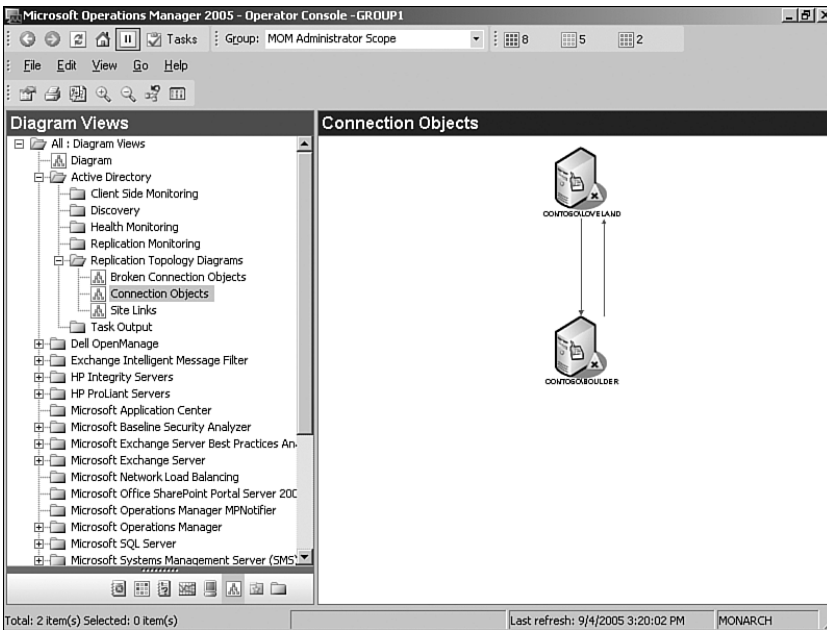 Microsoft Operations Manager 2005 - Operator Console - GROUP1
Tasks Group: MOM Administrator Scope 8 5 2
File Edit View Go Help
Diagram Views
All : Diagram Views
Diagram
Active Directory
Client Side Monitoring
Discovery
Health Monitoring
Replication Monitoring
Replication Topology Diagrams
Broken Connection Objects
Connection Objects
Site Links
Task Output
Dell OpenManage
Exchange Intelligent Message Filter
HP Integrity Servers
HP ProLiant Servers
Microsoft Application Center
Microsoft Baseline Security Analyzer
Microsoft Exchange Server Best Practices An
Microsoft Exchange Server
Microsoft Network Load Balancing
Microsoft Office SharePoint Portal Server 200
Microsoft Operations Manager MPNotifier
Microsoft Operations Manager
Microsoft SQL Server
Microsoft Systems Management Server (SMS)
Connection Objects
CONTOSO\LOVELAND
CONTOSO\BOULDER
Total: 2 item(s) Selected: 0 item(s)
Last refresh: 9/4/2005 3:20:02 PM
MONARCH